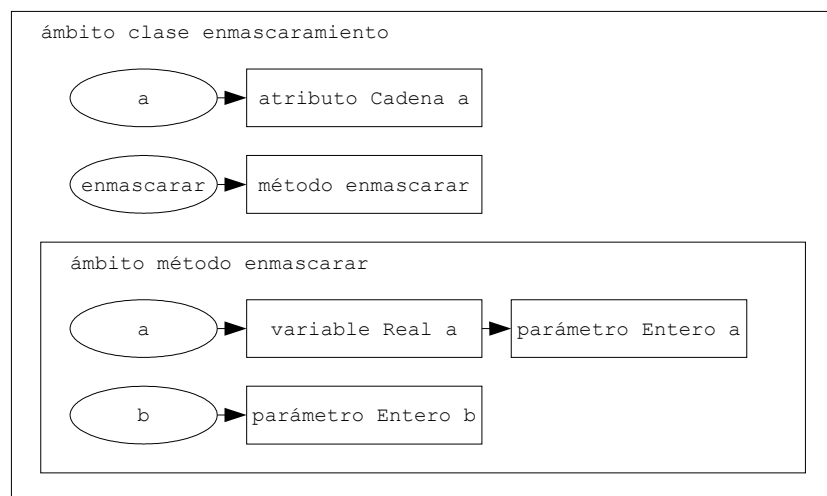 ámbito clase enmascaramiento
a
atributo Cadena a
enmascarar
método enmascarar
ámbito método enmascarar
a
variable Real a
parámetro Entero a
b
parámetro Entero b